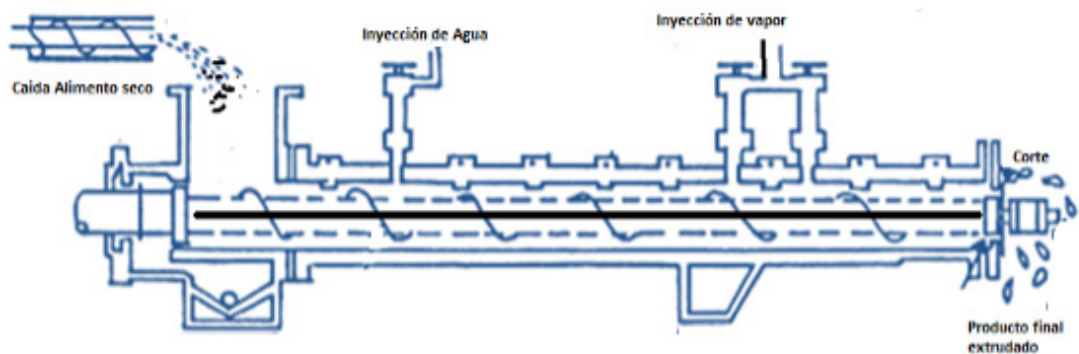 Inyección de vapor
Inyección de Agua
Caida Alimento seco
Corte
Producto final
extrudado